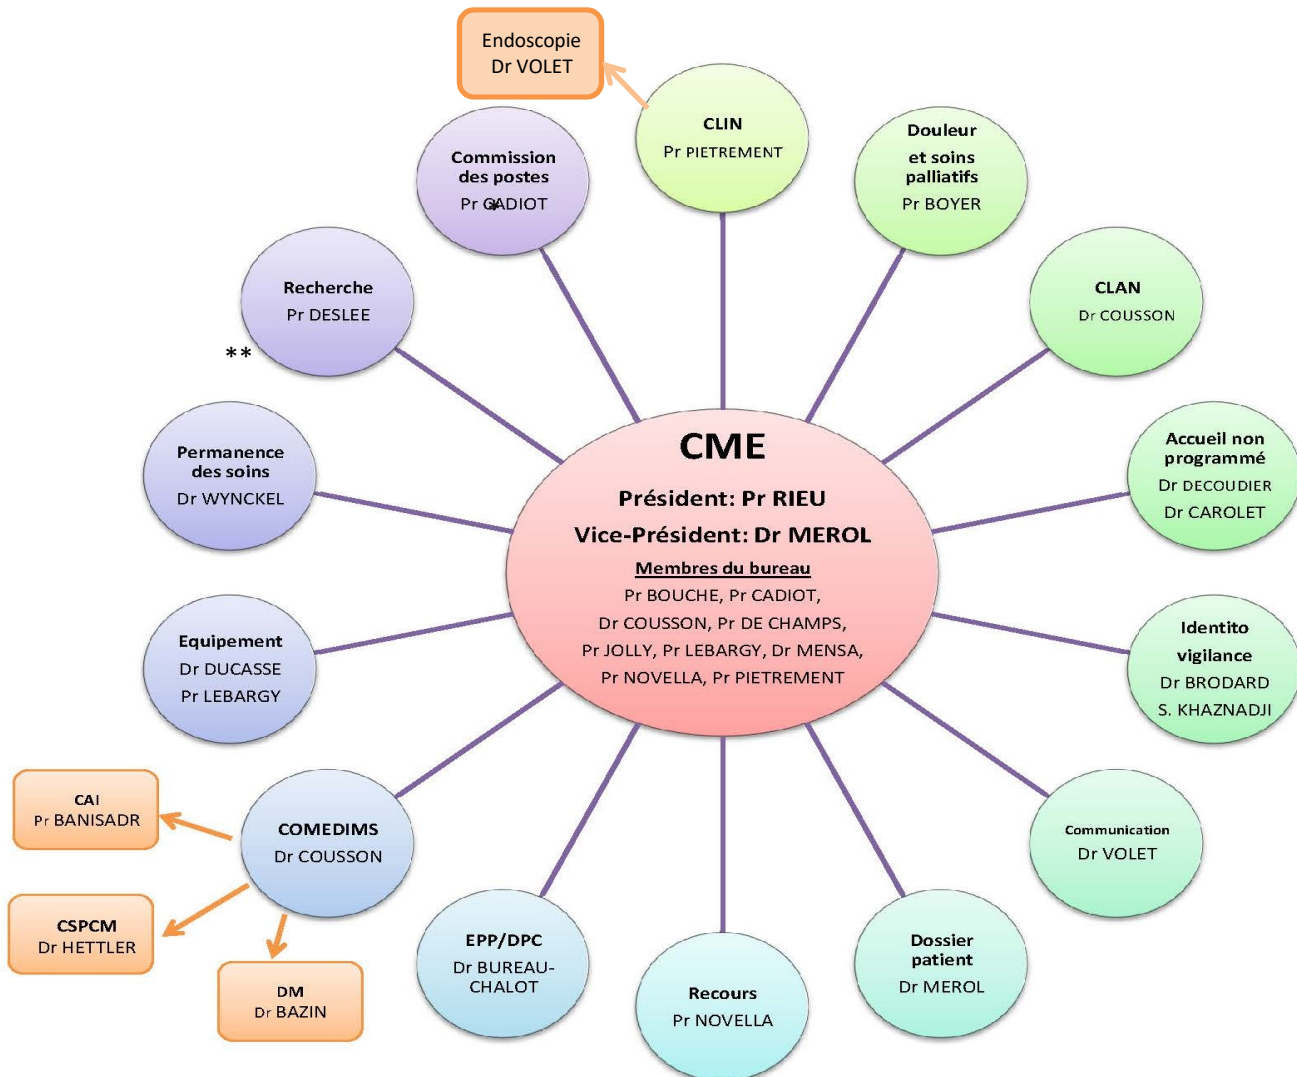 Endoscopie
Dr VOLET
CLIN
Pr PIETREMENT
Douleur
et soins
palliatifs
Pr BOYER
Commission
des postes
Pr CADIOT
*
CLAN
Dr COUSSON
Recherche
Pr DESLEE
**
Accueil non
programmé
Dr DECOUDIER
Dr CAROLET
Permanence
des soins
Dr WYNCKEL
CME
Président: Pr RIEU
Vice-Président: Dr MEROL
Membres du bureau
Pr BOUCHE, Pr CADIOT,
Dr COUSSON, Pr DE CHAMPS,
Pr JOLLY, Pr LEBARGY, Dr MENSA,
Pr NOVELLA, Pr PIETREMENT
Identito
vigilance
Dr BRODARD
S. KHAZNADJI
Equipement
Dr DUCASSE
Pr LEBARGY
Communication
Dr VOLET
COMEDIMS
Dr COUSSON
CAI
Pr BANISADR
CSPCM
Dr HETTLER
DM
Dr BAZIN
EPP/DPC
Dr BUREAU-
CHALOT
Recours
Pr NOVELLA
Dossier
patient
Dr MEROL